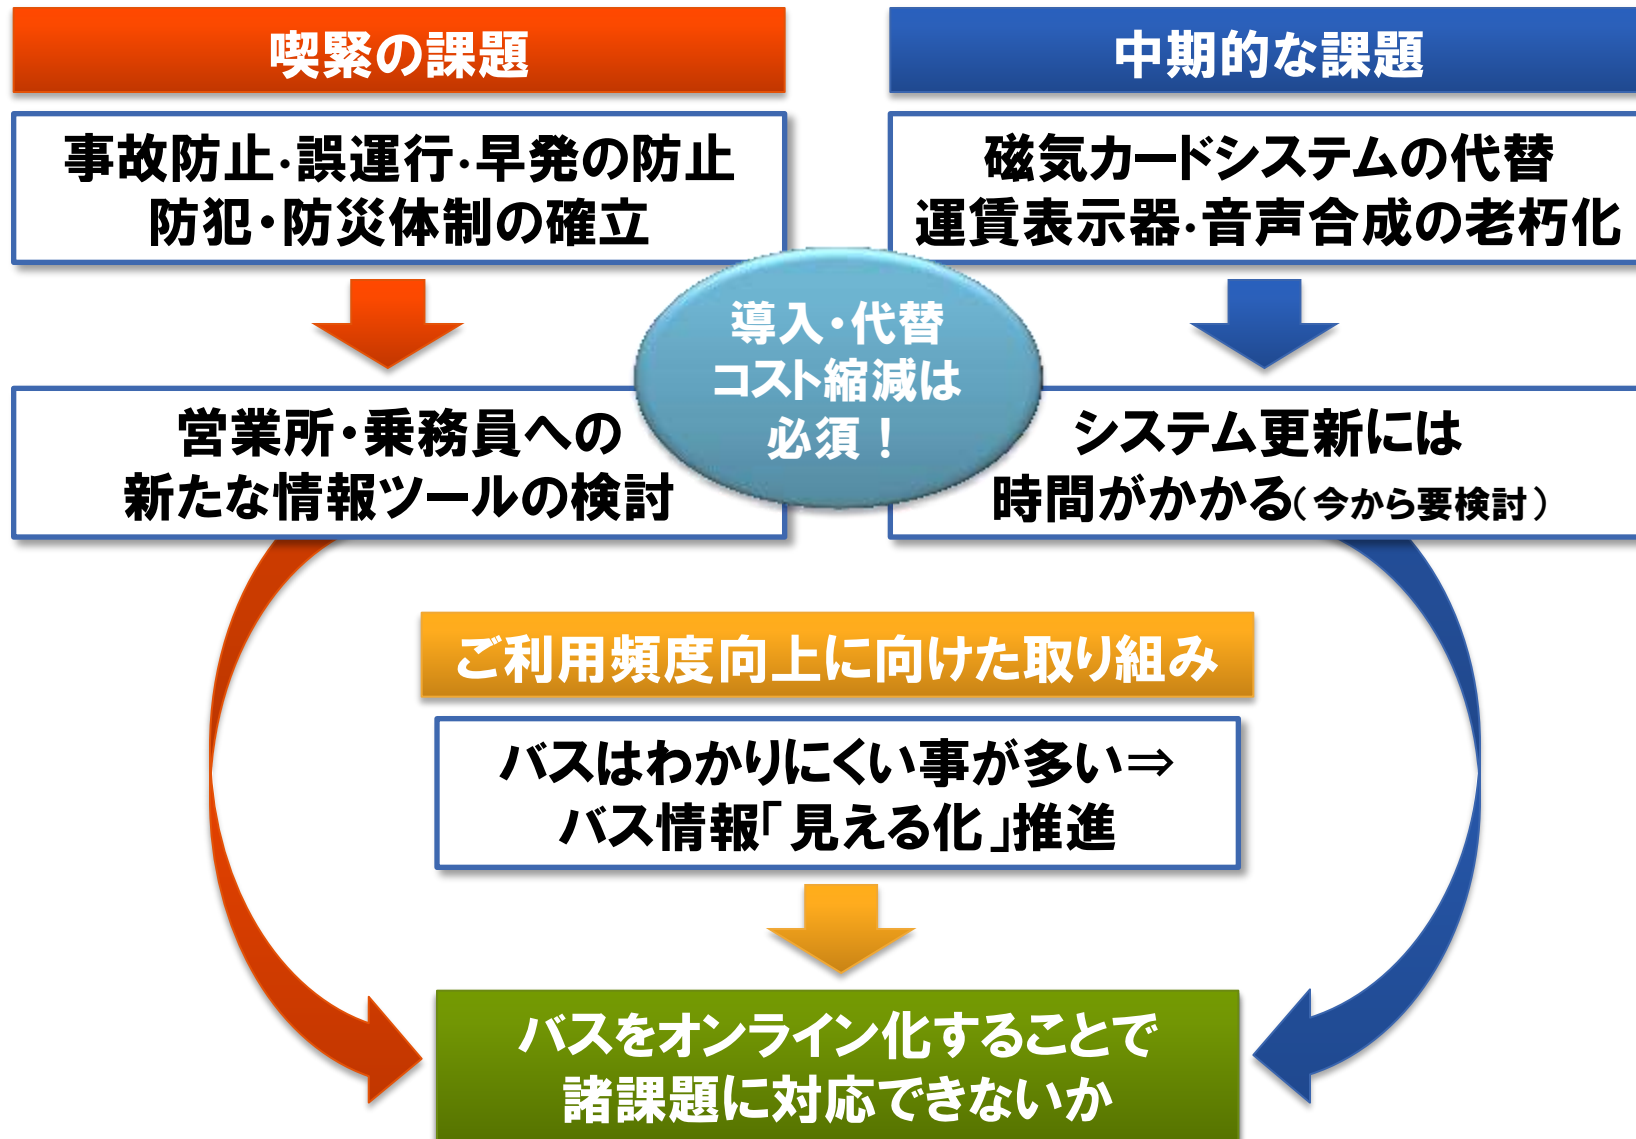 喫緊の課題
事故防止・誤運行・早発の防止
防犯・防災体制の確立
営業所・乗務員への
新たな情報ツールの検討
中期的な課題
磁気カードシステムの代替
運賃表示器・音声合成の老朽化
システム更新には
時間がかかる（今から要検討）
導入・代替
コスト縮減は
必須！
ご利用頻度向上に向けた取り組み
バスはわかりにくい事が多い⇒
バス情報「見える化」推進
バスをオンライン化することで
諸課題に対応できないか